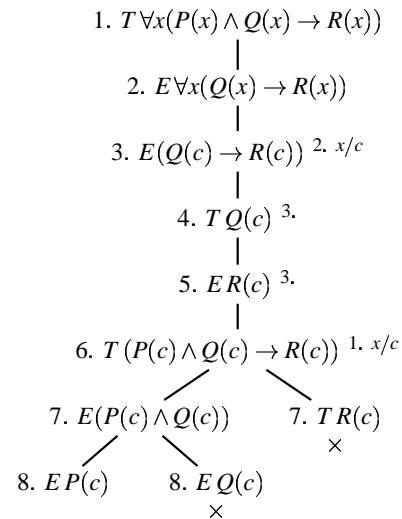 1. T ∀x(P(x) ∧ Q(x) → R(x))
2. E ∀x(Q(x) → R(x))
3. E(Q(c) → R(c)) 2. x/c
4. T Q(c) 3.
5. E R(c) 3.
6. T (P(c) ∧ Q(c) → R(c)) 1. x/c
7. E(P(c) ∧ Q(c)) 7. T R(c)
×
8. E P(c) 8. E Q(c)
×